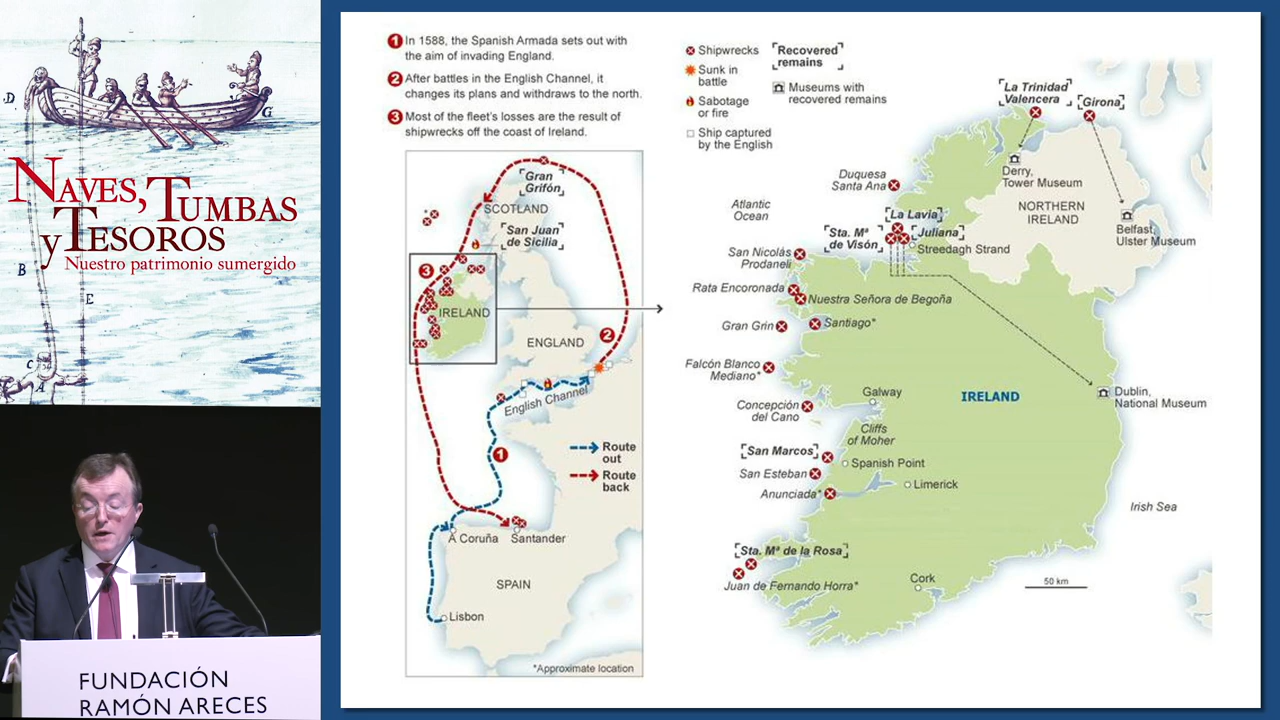 D
G
NAVES, TUMBAS
y TESOROS
Nuestro patrimonio sumergido
B
E
C
A
FUNDACIÓN
RAMÓN ARECES
1 In 1588, the Spanish Armada sets out with
the aim of invading England.
2 After battles in the English Channel, it
changes its plans and withdraws to the north.
3 Most of the fleet's losses are the result of
shipwrecks off the coast of Ireland.
Gran
Grifón
SCOTLAND
San Juan
de Sicilia
3
IRELAND
2
ENGLAND
English Channel
1
Route
out
Route
back
A Coruña
Santander
SPAIN
Lisbon
*Approximate location
Shipwrecks
Sunk in
battle
Sabotage
or fire
Ship captured
by the English
Recovered
remains
Museums with
recovered remains
La Trinidad
Valencera
Girona
Derry,
Tower Museum
Duquesa
Santa Ana
NORTHERN
IRELAND
Atlantic
Ocean
La Lavia
Belfast,
Ulster Museum
Sta. Mª
de Visón
Juliana
Streedagh Strand
San Nicolás
Prodaneli
Rata Encoronada
Nuestra Señora de Begoña
Gran Grin
Santiago*
Falcón Blanco
Mediano*
Galway
IRELAND
Dublin,
National Museum
Concepción
del Cano
Cliffs
of Moher
San Marcos
Spanish Point
San Esteban
Limerick
Anunciada*
Irish Sea
Sta. Mª de la Rosa
Juan de Fernando Horra*
Cork
50 km